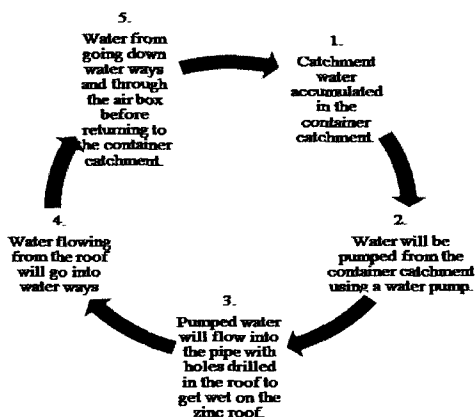 1.
Catchment
water
accumulated
in the
container
catchment.
2.
Water will be
pumped from the
container catchment
using a water pump.
3.
Pumped water
will flow into
the pipe with
holes drilled
in the roof to
get wet on the
zinc roof.
4.
Water flowing
from the roof
will go into
water ways
5.
Water from
going down
water ways
and through
the air box
before
returning to
the container
catchment.